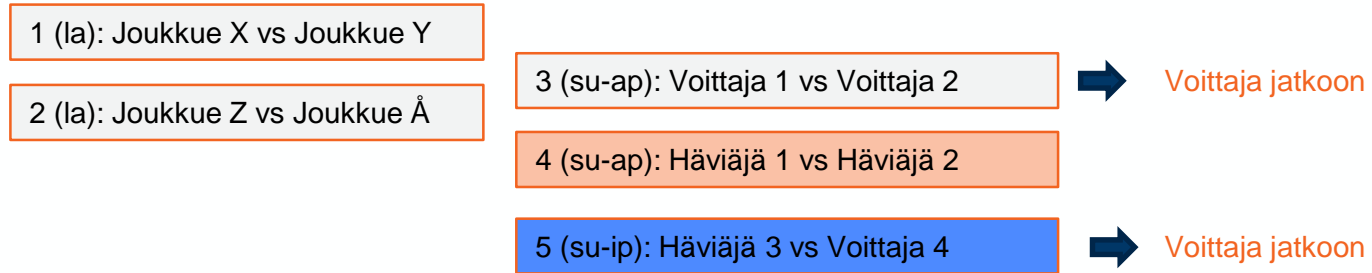 1 (la): Joukkue X vs Joukkue Y
2 (la): Joukkue Z vs Joukkue Å
3 (su-ap): Voittaja 1 vs Voittaja 2
Voittaja jatkoon
4 (su-ap): Häviäjä 1 vs Häviäjä 2
5 (su-ip): Häviäjä 3 vs Voittaja 4
Voittaja jatkoon